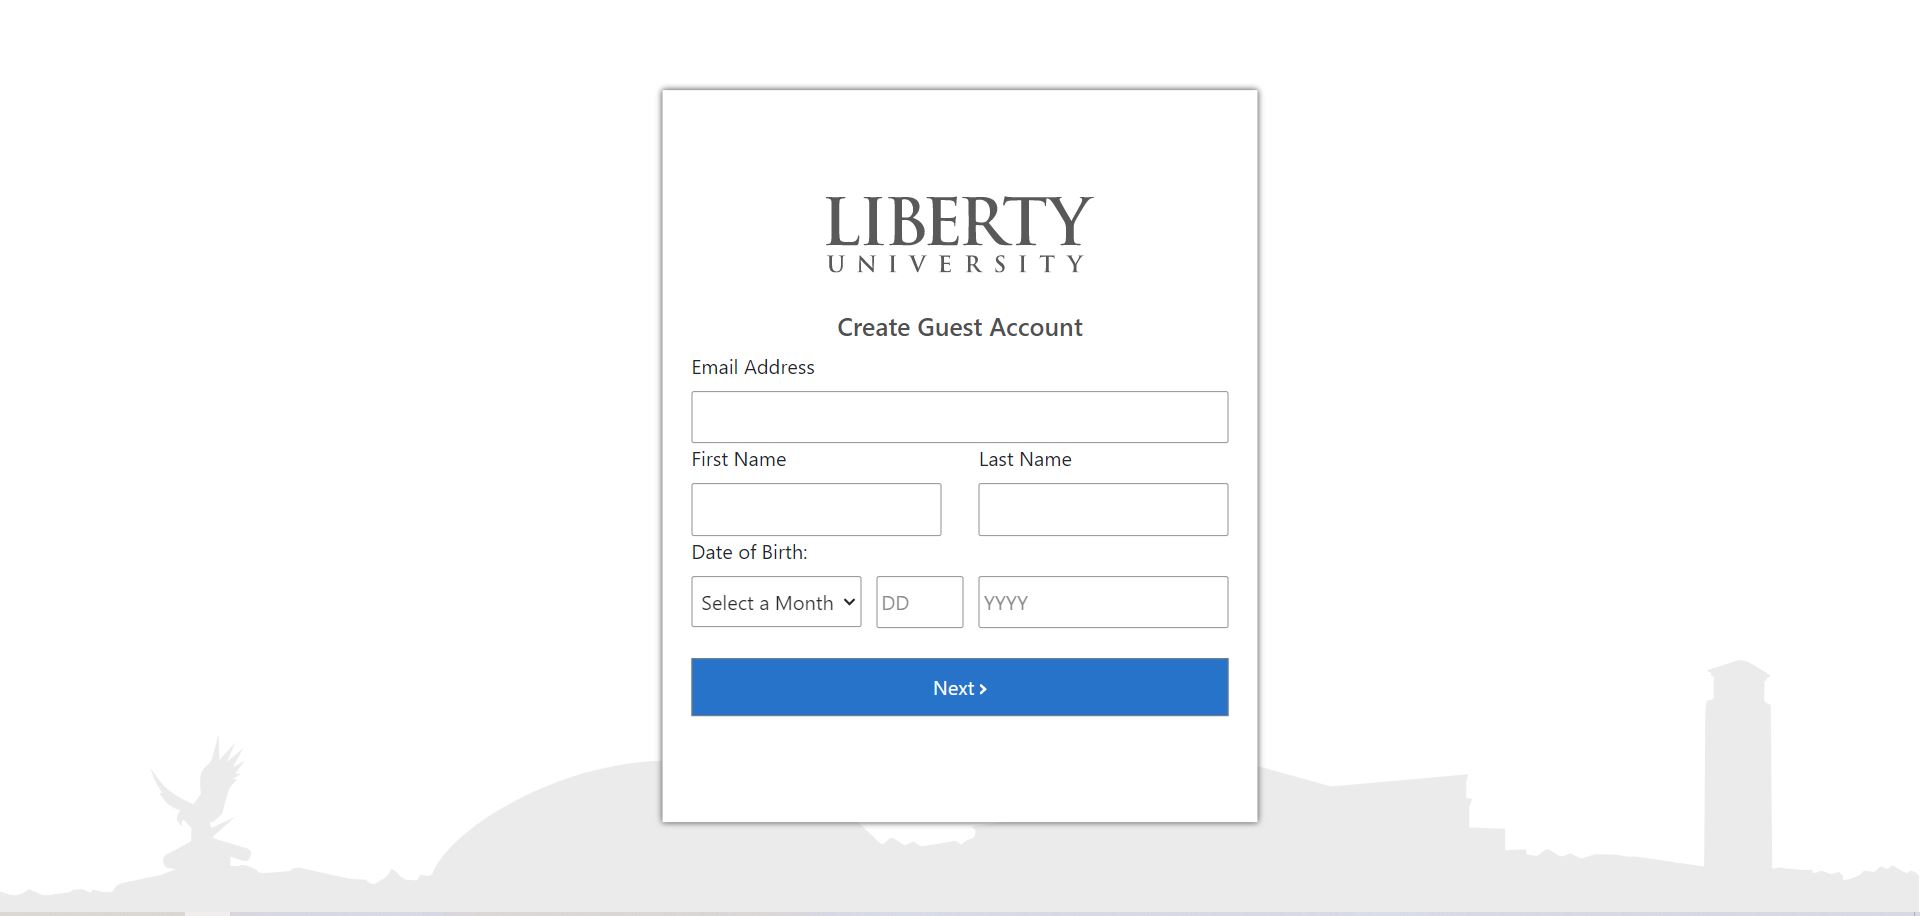 LIBERTY
UNIVERSITY
Create Guest Account
Email Address
First Name Last Name
Date of Birth:
Select a Month DD YYYY
Next ›